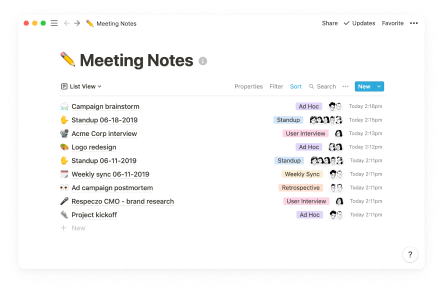 Meeting Notes
Share Updates Favorite •••
Meeting Notes
List View Properties Filter Sort Search ••• New
Campaign brainstorm Ad Hoc Today 2:18pm
Standup 06-18-2019 Standup Today 2:11pm
Acme Corp interview User Interview Today 2:13pm
Logo redesign Ad Hoc Today 3:12pm
Standup 06-11-2019 Standup Today 2:11pm
Weekly sync 06-11-2019 Weekly Sync Today 2:11pm
Ad campaign postmortem Retrospective Today 2:11pm
Respeczo CMO - brand research User Interview Today 2:11pm
Project kickoff Ad Hoc Today 2:11pm
+ New
?